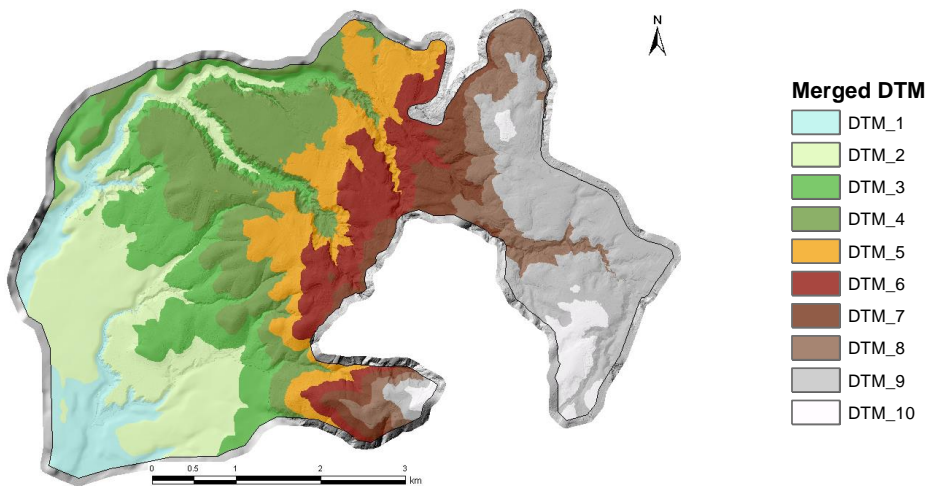 N
Merged DTM
DTM_1
DTM_2
DTM_3
DTM_4
DTM_5
DTM_6
DTM_7
DTM_8
DTM_9
DTM_10
0 0.5 1 2 3
km